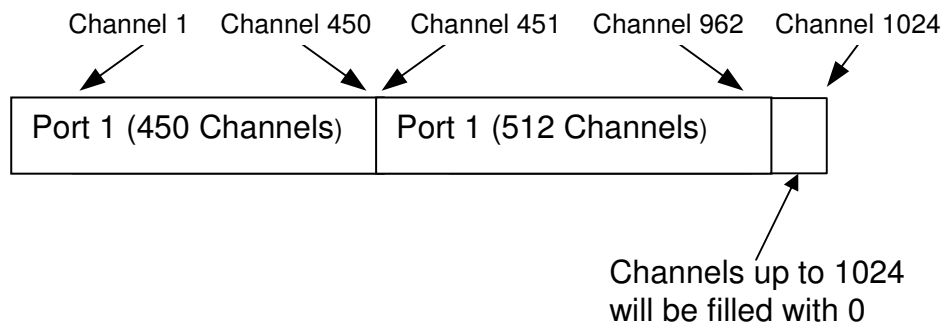 Channel 1 Channel 450 Channel 451 Channel 962 Channel 1024
Port 1 (450 Channels) Port 1 (512 Channels)
Channels up to 1024
will be filled with 0